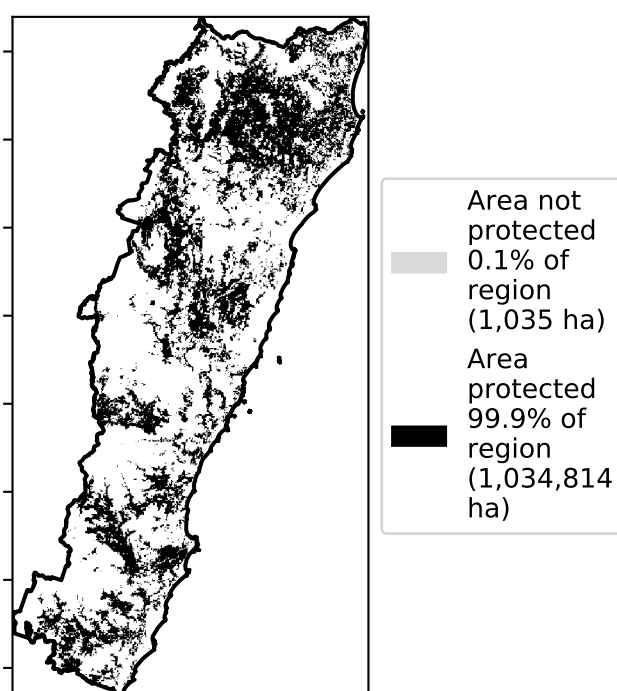 Area not
protected
0.1% of
region
(1,035 ha)
Area
protected
99.9% of
region
(1,034,814
ha)